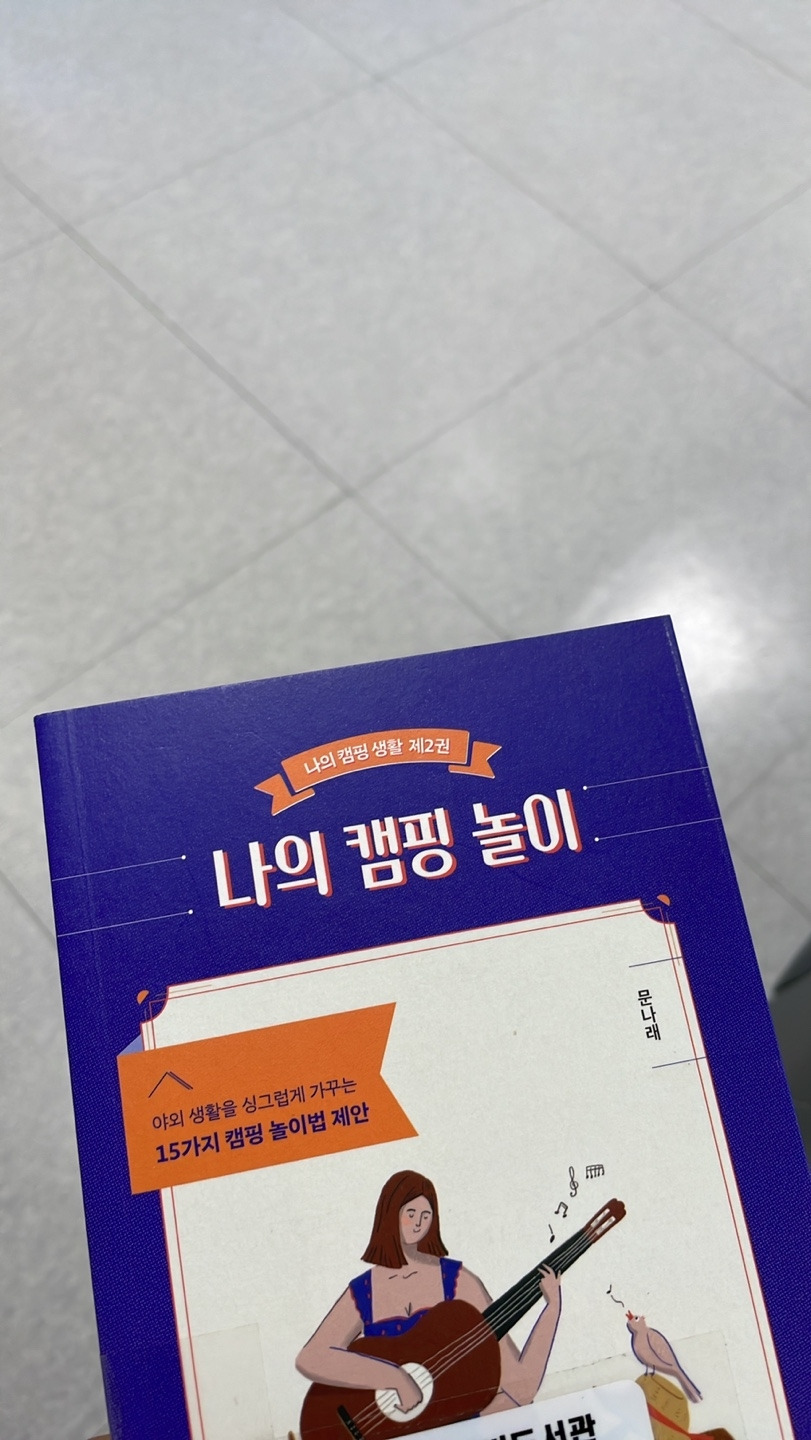 나의 캠핑 생활 제2권
나의 캠핑 놀이
문나래
야외 생활을 싱그럽게 가꾸는
15가지 캠핑 놀이법 제안